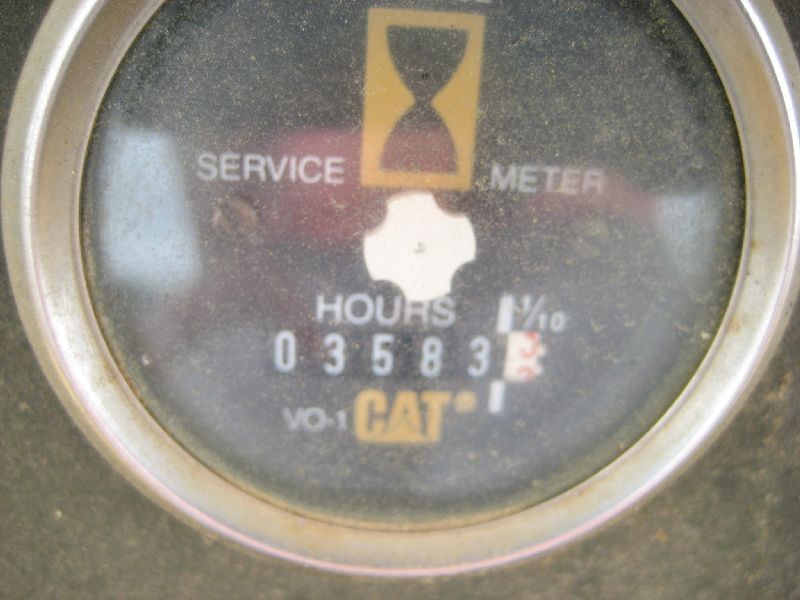 SERVICE METER
HOURS 1/10
03583
VO-1 CAT